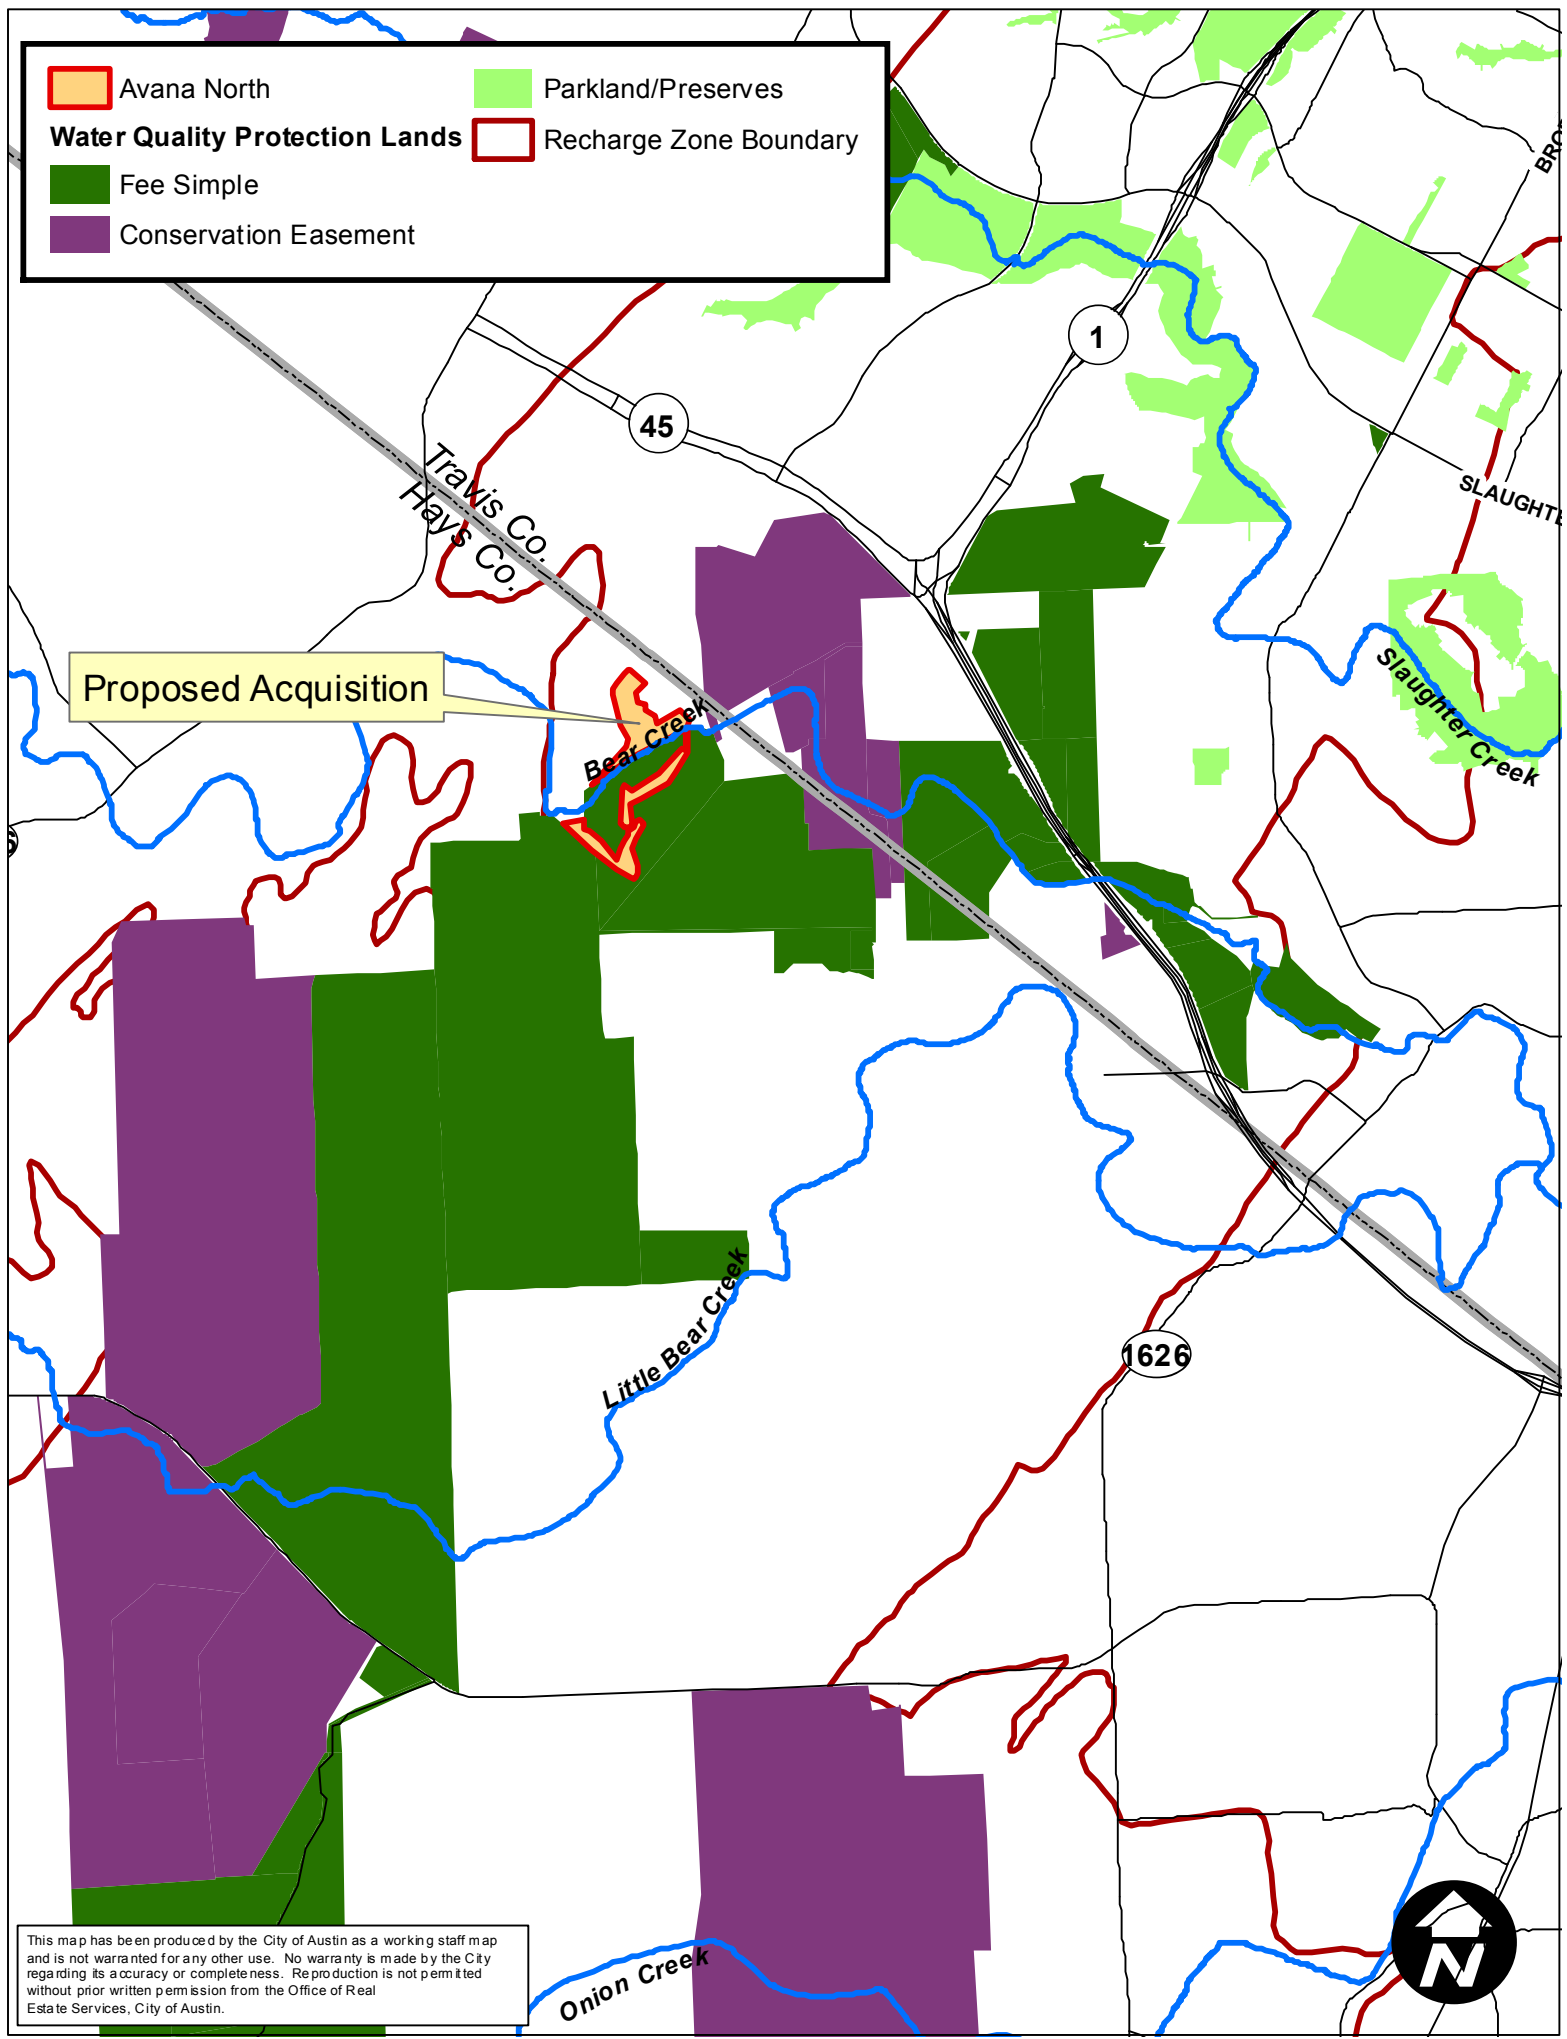 Avana North
Parkland/Preserves
Water Quality Protection Lands
Recharge Zone Boundary
Fee Simple
Conservation Easement
1
45
Travis Co.
Hays Co.
SLAUGHTE
Proposed Acquisition
Bear Creek
Slaughter Creek
Little Bear Creek
1626
Onion Creek
N
This map has been produced by the City of Austin as a working staff map
and is not warranted for any other use. No warranty is made by the City
regarding its accuracy or completeness. Reproduction is not permitted
without prior written permission from the Office of Real
Estate Services, City of Austin.